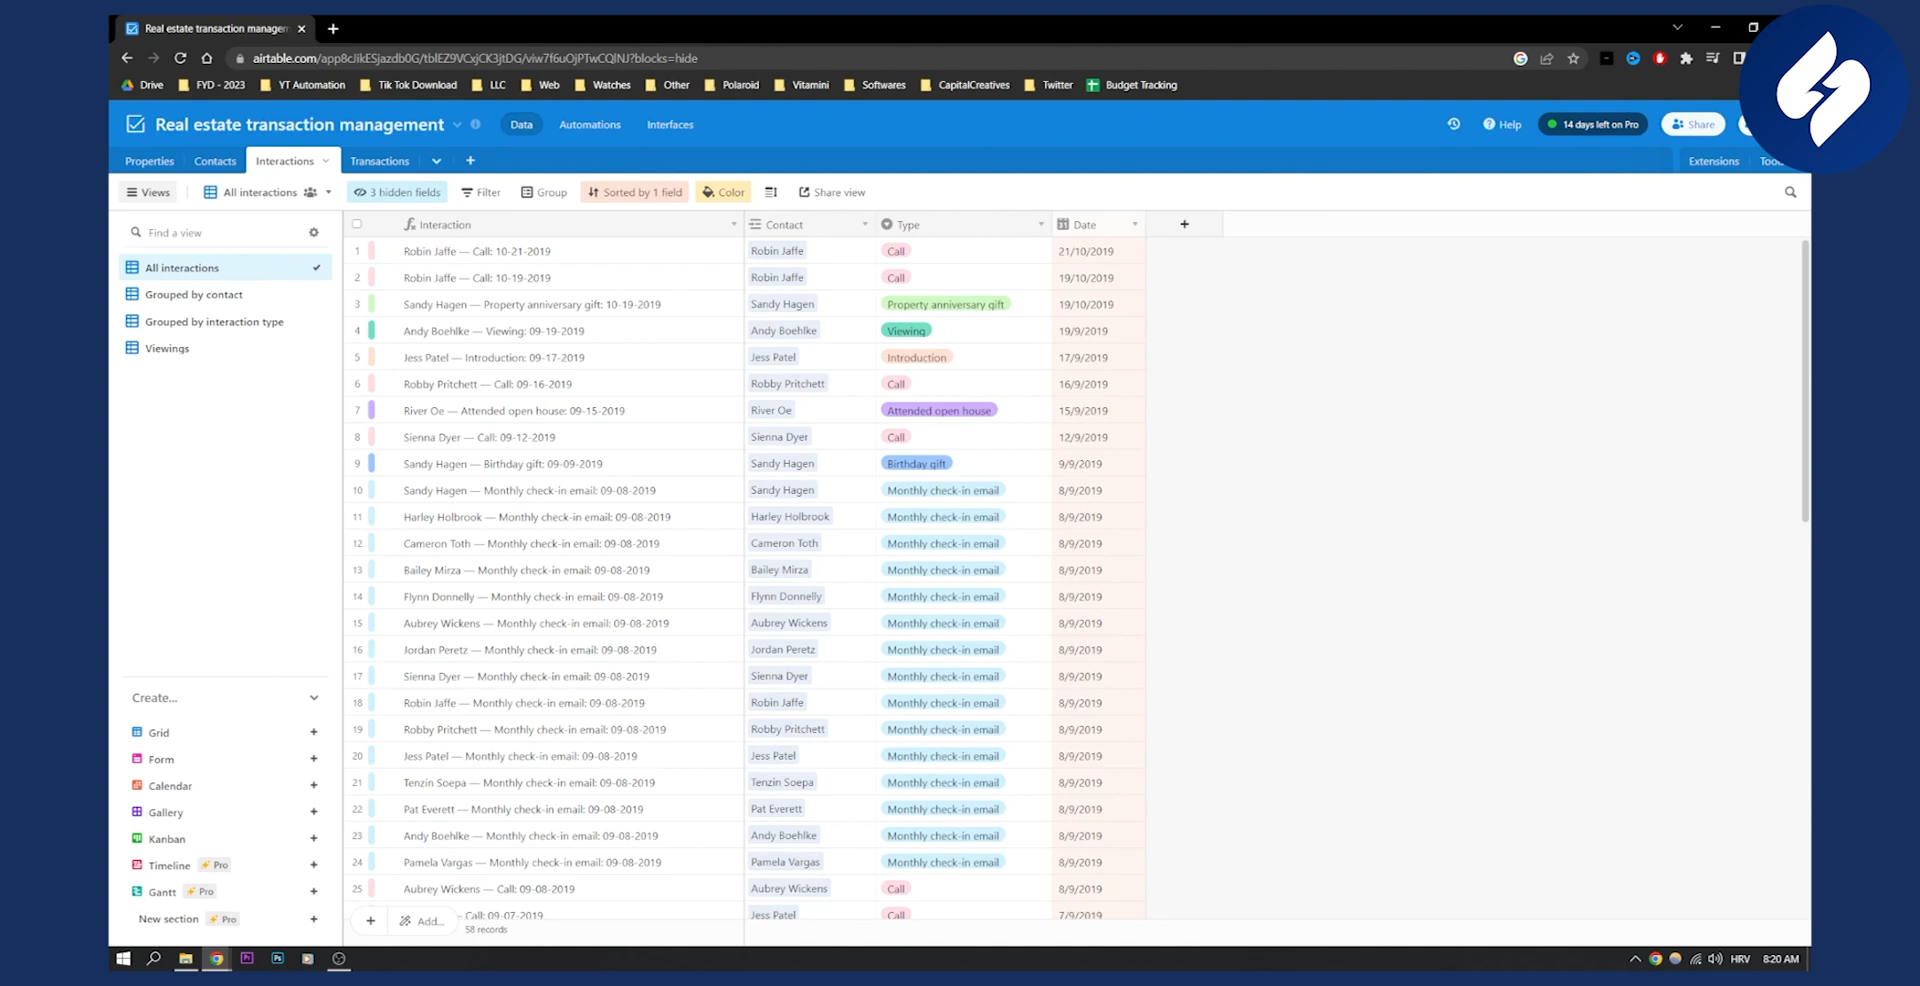 Real estate transaction managem
airtable.com/app8cJikESjazdb0G/tblEZ9VCxjCK3jtDG/viw7f6uOjPTwCQlNJ?blocks=hide
Drive FYD - 2023 YT Automation Tik Tok Download LLC Web Watches Other Polaroid Vitamini Softwares CapitalCreatives Twitter Budget Tracking
Real estate transaction management Data Automations Interfaces Help 14 days left on Pro Share
Properties Contacts Interactions Transactions Extensions
Views All interactions 3 hidden fields Filter Group Sorted by 1 field Color Share view
Find a view
All interactions
Grouped by contact
Grouped by interaction type
Viewings
Create...
Grid
Form
Calendar
Gallery
Kanban
Timeline Pro
Gantt Pro
New section Pro
Interaction Contact Type Date
1 Robin Jaffe — Call: 10-21-2019 Robin Jaffe Call 21/10/2019
2 Robin Jaffe — Call: 10-19-2019 Robin Jaffe Call 19/10/2019
3 Sandy Hagen — Property anniversary gift: 10-19-2019 Sandy Hagen Property anniversary gift 19/10/2019
4 Andy Boehlke — Viewing: 09-19-2019 Andy Boehlke Viewing 19/9/2019
5 Jess Patel — Introduction: 09-17-2019 Jess Patel Introduction 17/9/2019
6 Robby Pritchett — Call: 09-16-2019 Robby Pritchett Call 16/9/2019
7 River Oe — Attended open house: 09-15-2019 River Oe Attended open house 15/9/2019
8 Sienna Dyer — Call: 09-12-2019 Sienna Dyer Call 12/9/2019
9 Sandy Hagen — Birthday gift: 09-09-2019 Sandy Hagen Birthday gift 9/9/2019
10 Sandy Hagen — Monthly check-in email: 09-08-2019 Sandy Hagen Monthly check-in email 8/9/2019
11 Harley Holbrook — Monthly check-in email: 09-08-2019 Harley Holbrook Monthly check-in email 8/9/2019
12 Cameron Toth — Monthly check-in email: 09-08-2019 Cameron Toth Monthly check-in email 8/9/2019
13 Bailey Mirza — Monthly check-in email: 09-08-2019 Bailey Mirza Monthly check-in email 8/9/2019
14 Flynn Donnelly — Monthly check-in email: 09-08-2019 Flynn Donnelly Monthly check-in email 8/9/2019
15 Aubrey Wickens — Monthly check-in email: 09-08-2019 Aubrey Wickens Monthly check-in email 8/9/2019
16 Jordan Peretz — Monthly check-in email: 09-08-2019 Jordan Peretz Monthly check-in email 8/9/2019
17 Sienna Dyer — Monthly check-in email: 09-08-2019 Sienna Dyer Monthly check-in email 8/9/2019
18 Robin Jaffe — Monthly check-in email: 09-08-2019 Robin Jaffe Monthly check-in email 8/9/2019
19 Robby Pritchett — Monthly check-in email: 09-08-2019 Robby Pritchett Monthly check-in email 8/9/2019
20 Jess Patel — Monthly check-in email: 09-08-2019 Jess Patel Monthly check-in email 8/9/2019
21 Tenzin Soepa — Monthly check-in email: 09-08-2019 Tenzin Soepa Monthly check-in email 8/9/2019
22 Pat Everett — Monthly check-in email: 09-08-2019 Pat Everett Monthly check-in email 8/9/2019
23 Andy Boehlke — Monthly check-in email: 09-08-2019 Andy Boehlke Monthly check-in email 8/9/2019
24 Pamela Vargas — Monthly check-in email: 09-08-2019 Pamela Vargas Monthly check-in email 8/9/2019
25 Aubrey Wickens — Call: 09-08-2019 Aubrey Wickens Call 8/9/2019
Add... — Call: 09-07-2019 Jess Patel Call 7/9/2019
58 records
HRV 8:20 AM